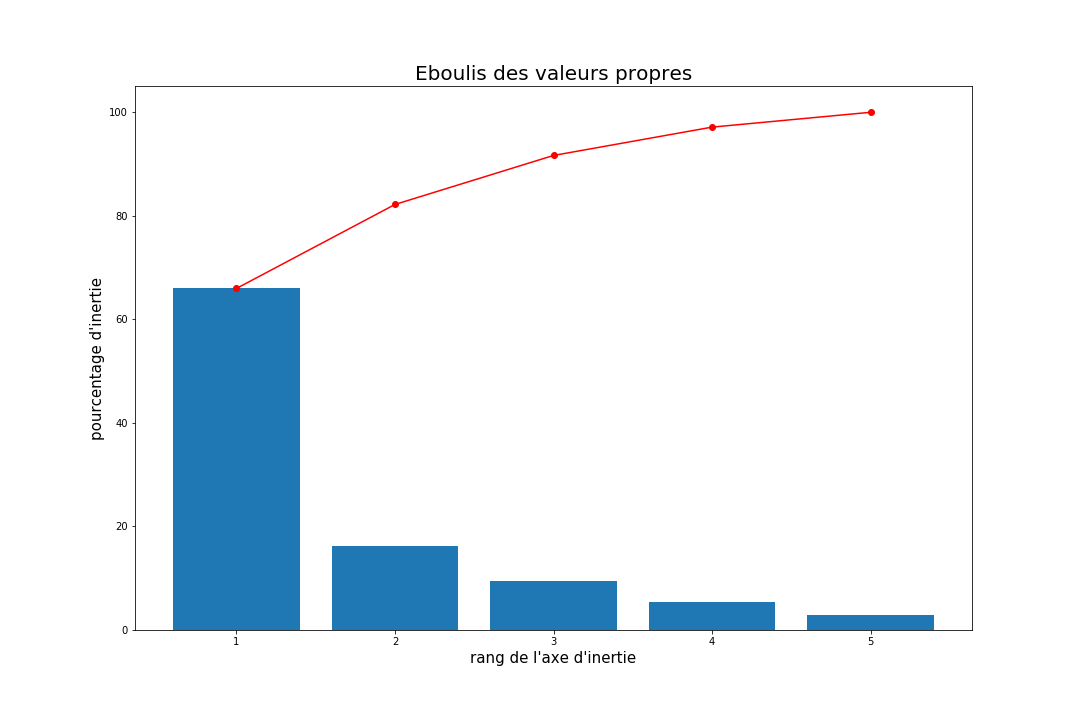 Eboulis des valeurs propres
100
80
60
40
20
0
pourcentage d'inertie
1 2 3 4 5
rang de l'axe d'inertie